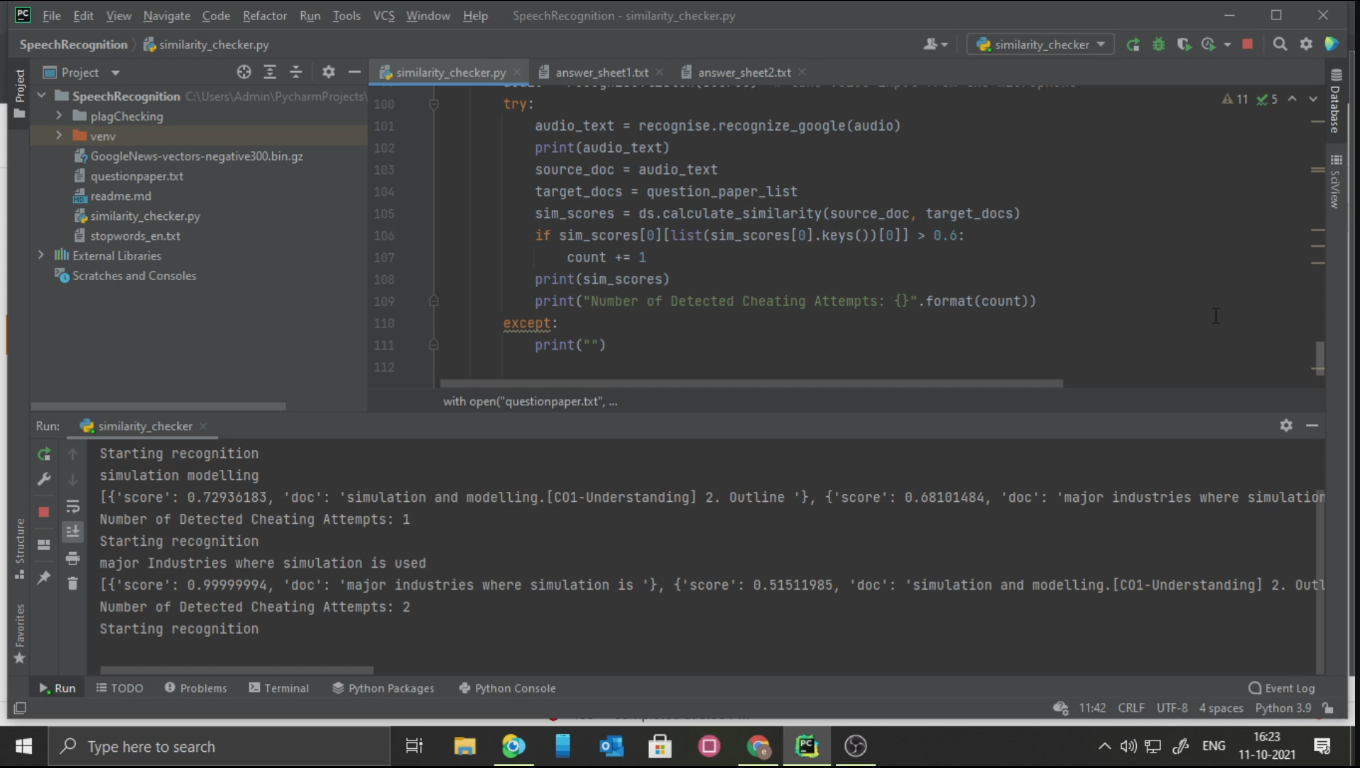 PC File Edit View Navigate Code Refactor Run Tools VCS Window Help SpeechRecognition - similarity_checker.py
SpeechRecognition similarity_checker.py similarity_checker
Project similarity_checker.py answer_sheet1.txt answer_sheet2.txt
SpeechRecognition C:\Users\Admin\PycharmProjects\
plagChecking
venv
GoogleNews-vectors-negative300.bin.gz
questionpaper.txt
readme.md
similarity_checker.py
stopwords_en.txt
External Libraries
Scratches and Consoles
11 5
100 try:
101 audio_text = recognise.recognize_google(audio)
102 print(audio_text)
103 source_doc = audio_text
104 target_docs = question_paper_list
105 sim_scores = ds.calculate_similarity(source_doc, target_docs)
106 if sim_scores[0][list(sim_scores[0].keys())[0]] > 0.6:
107 count += 1
108 print(sim_scores)
109 print("Number of Detected Cheating Attempts: {}".format(count))
110 except:
111 print("")
112
with open("questionpaper.txt", ...
Run: similarity_checker
Starting recognition
simulation modelling
[{'score': 0.72936183, 'doc': 'simulation and modelling.[CO1-Understanding] 2. Outline '}, {'score': 0.68101484, 'doc': 'major industries where simulation
Number of Detected Cheating Attempts: 1
Starting recognition
major Industries where simulation is used
[{'score': 0.99999994, 'doc': 'major industries where simulation is '}, {'score': 0.51511985, 'doc': 'simulation and modelling.[CO1-Understanding] 2. Outl
Number of Detected Cheating Attempts: 2
Starting recognition
Project
Structure
Favorites
Database
SciView
Run TODO Problems Terminal Python Packages Python Console Event Log
11:42 CRLF UTF-8 4 spaces Python 3.9
Type here to search
PC
ENG
16:23
11-10-2021